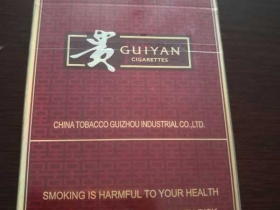 贵 GUIYAN
CIGARETTES
CHINA TOBACCO GUIZHOU INDUSTRIAL CO.,LTD.
SMOKING IS HARMFUL TO YOUR HEALTH